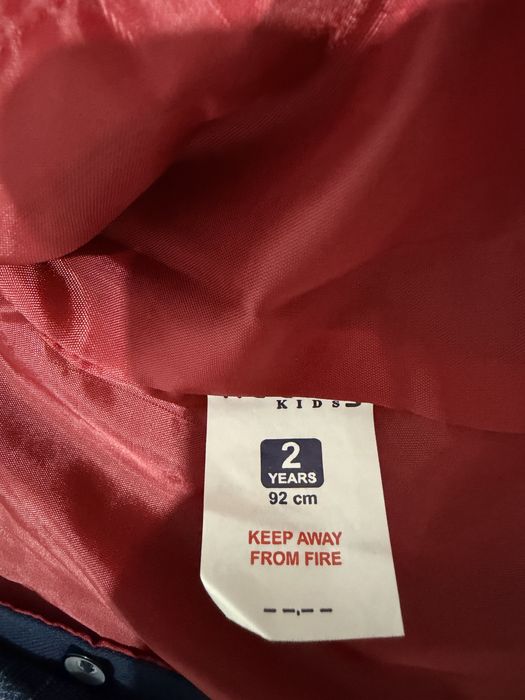 KIDS
2
YEARS
92 cm
KEEP AWAY
FROM FIRE